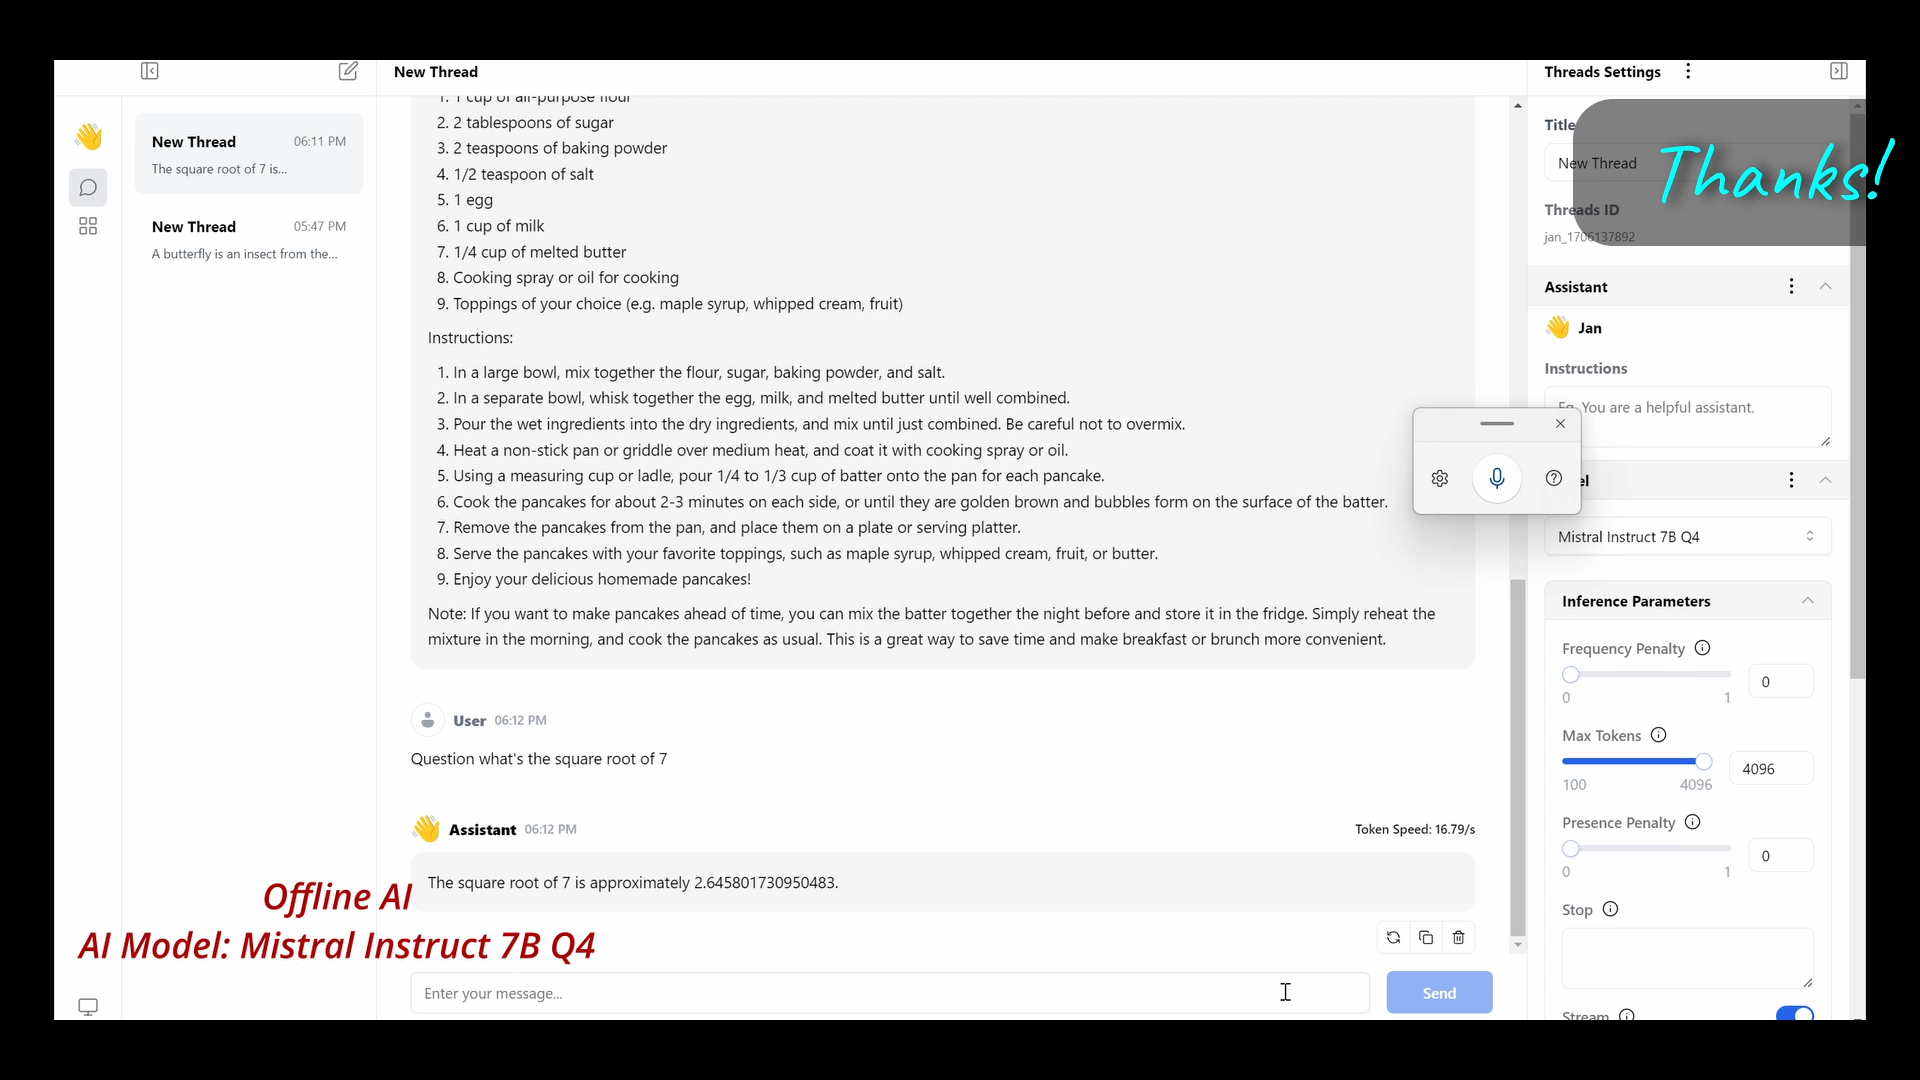 New Thread
Threads Settings
New Thread 06:11 PM
The square root of 7 is...
New Thread 05:47 PM
A butterfly is an insect from the...
1. 1 cup of all-purpose flour
2. 2 tablespoons of sugar
3. 2 teaspoons of baking powder
4. 1/2 teaspoon of salt
5. 1 egg
6. 1 cup of milk
7. 1/4 cup of melted butter
8. Cooking spray or oil for cooking
9. Toppings of your choice (e.g. maple syrup, whipped cream, fruit)
Instructions:
1. In a large bowl, mix together the flour, sugar, baking powder, and salt.
2. In a separate bowl, whisk together the egg, milk, and melted butter until well combined.
3. Pour the wet ingredients into the dry ingredients, and mix until just combined. Be careful not to overmix.
4. Heat a non-stick pan or griddle over medium heat, and coat it with cooking spray or oil.
5. Using a measuring cup or ladle, pour 1/4 to 1/3 cup of batter onto the pan for each pancake.
6. Cook the pancakes for about 2-3 minutes on each side, or until they are golden brown and bubbles form on the surface of the batter.
7. Remove the pancakes from the pan, and place them on a plate or serving platter.
8. Serve the pancakes with your favorite toppings, such as maple syrup, whipped cream, fruit, or butter.
9. Enjoy your delicious homemade pancakes!
Note: If you want to make pancakes ahead of time, you can mix the batter together the night before and store it in the fridge. Simply reheat the
mixture in the morning, and cook the pancakes as usual. This is a great way to save time and make breakfast or brunch more convenient.
User 06:12 PM
Question what's the square root of 7
Assistant 06:12 PM
Token Speed: 16.79/s
The square root of 7 is approximately 2.645801730950483.
Offline AI
AI Model: Mistral Instruct 7B Q4
Enter your message...
Send
Title
New Thread
Thanks!
Threads ID
jan_1706137892
Assistant
Jan
Instructions
Eg. You are a helpful assistant.
el
Mistral Instruct 7B Q4
Inference Parameters
Frequency Penalty
0
0 1
Max Tokens
4096
100 4096
Presence Penalty
0
0 1
Stop
Stream